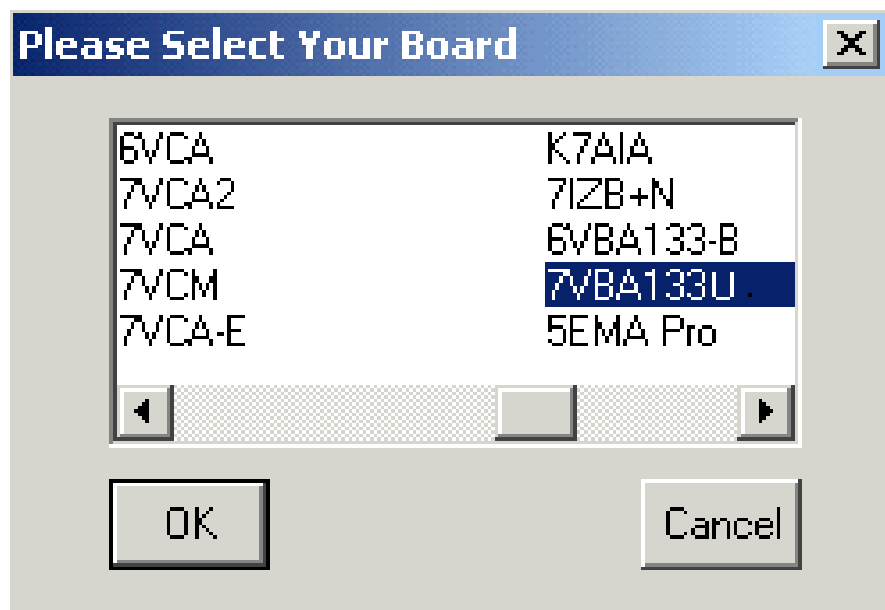 Please Select Your Board
6VCA
7VCA2
7VCA
7VCM
7VCA-E
K7AIA
7IZB+N
6VBA133-B
7VBA133U .
5EMA Pro
OK
Cancel